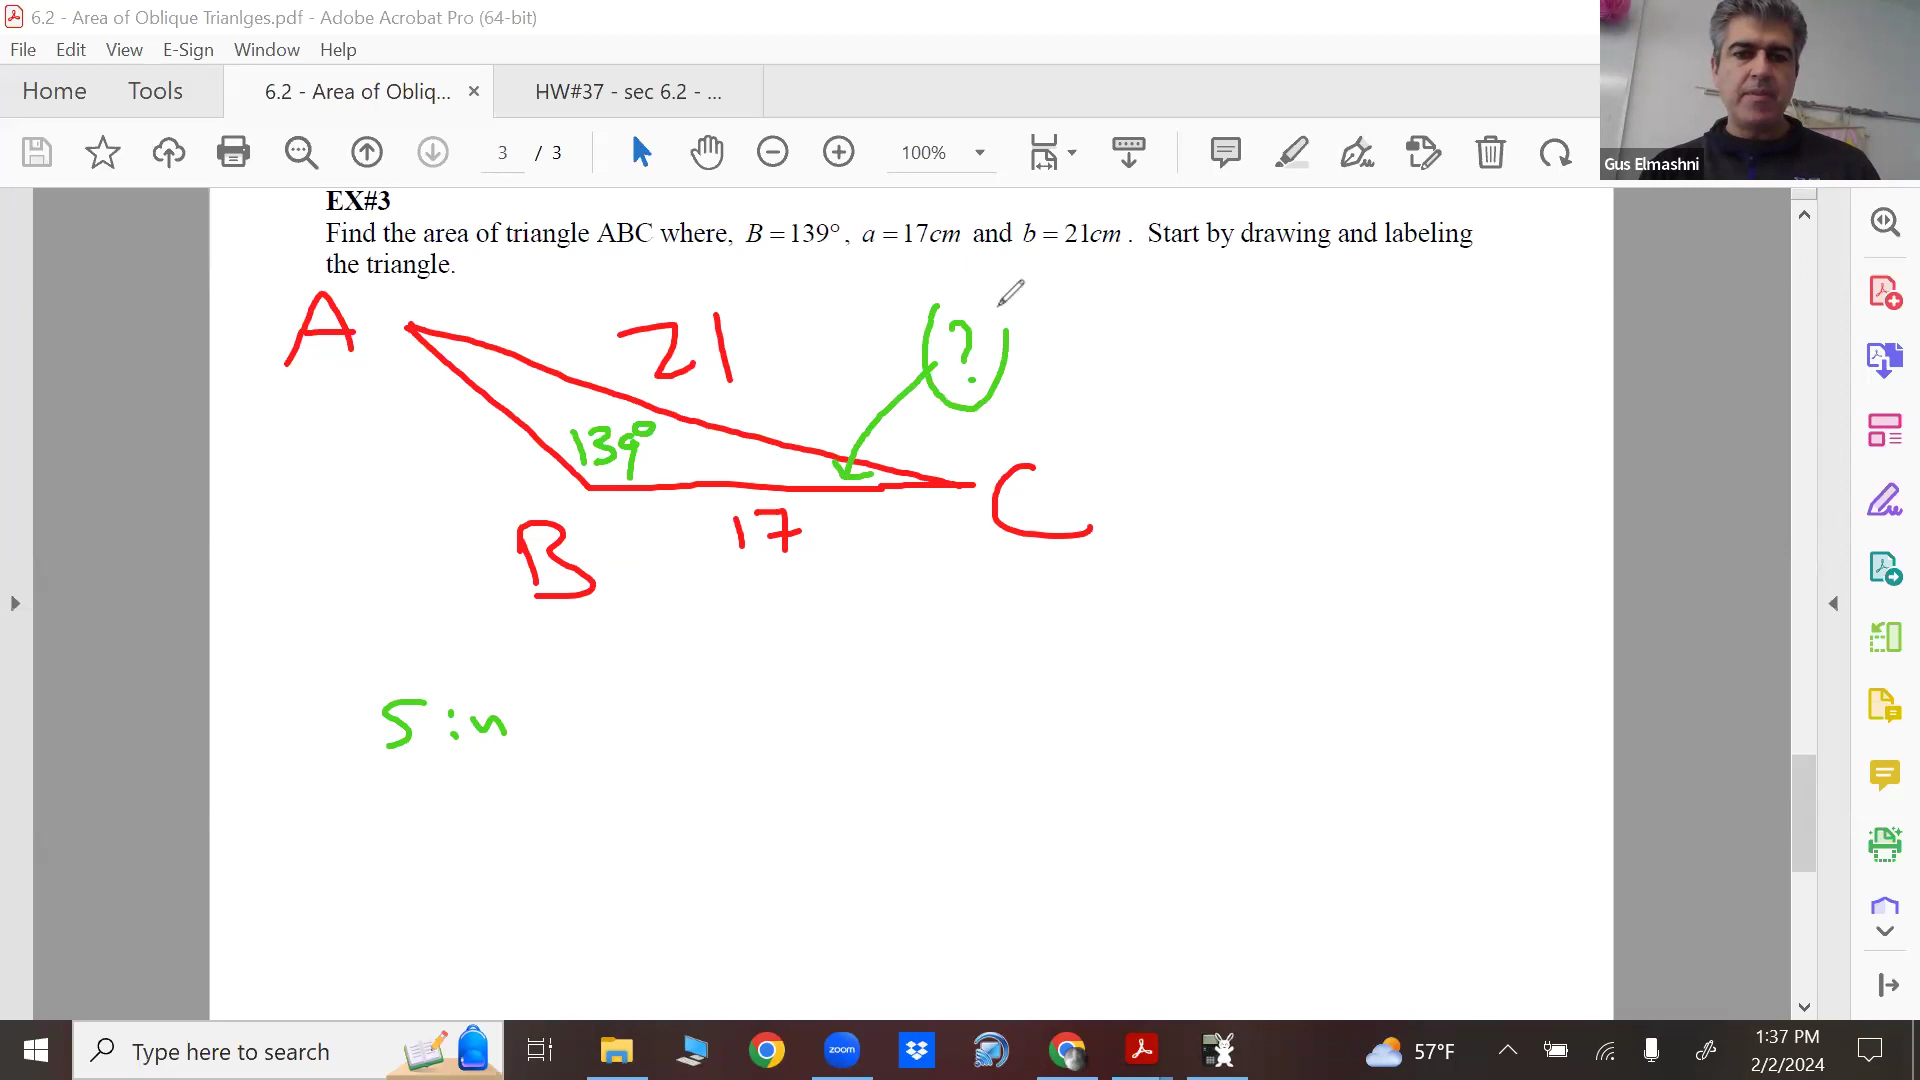 6.2 - Area of Oblique Trianlges.pdf - Adobe Acrobat Pro (64-bit)
File Edit View E-Sign Window Help
Home Tools 6.2 - Area of Obliq... × HW#37 - sec 6.2 - ...
3 / 3 100%
Gus Elmashni
EX#3
Find the area of triangle ABC where, B = 139°, a = 17cm and b = 21cm. Start by drawing and labeling
the triangle.
A
21
?
139°
C
17
B
Sin
Type here to search
zoom
57°F
1:37 PM
2/2/2024